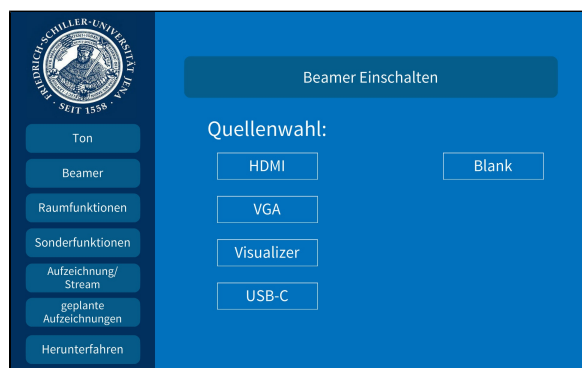 FRIEDRICH-SCHILLER-UNIVERSITÄT JENA
SEIT 1558
Ton
Beamer
Raumfunktionen
Sonderfunktionen
Aufzeichnung/
Stream
geplante
Aufzeichnungen
Herunterfahren
Beamer Einschalten
Quellenwahl:
HDMI
Blank
VGA
Visualizer
USB-C